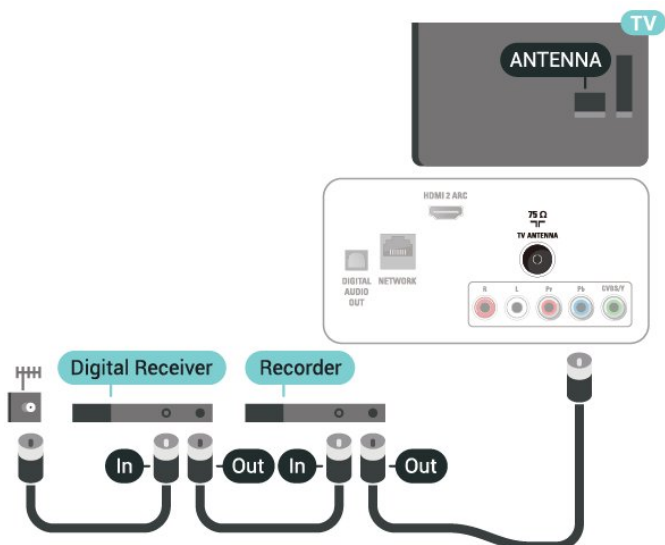 TV
ANTENNA
HDMI 2 ARC
75 Ω
TV ANTENNA
DIGITAL AUDIO OUT
NETWORK
R L Pr Pb CVBS/Y
Digital Receiver
Recorder
In
Out
In
Out